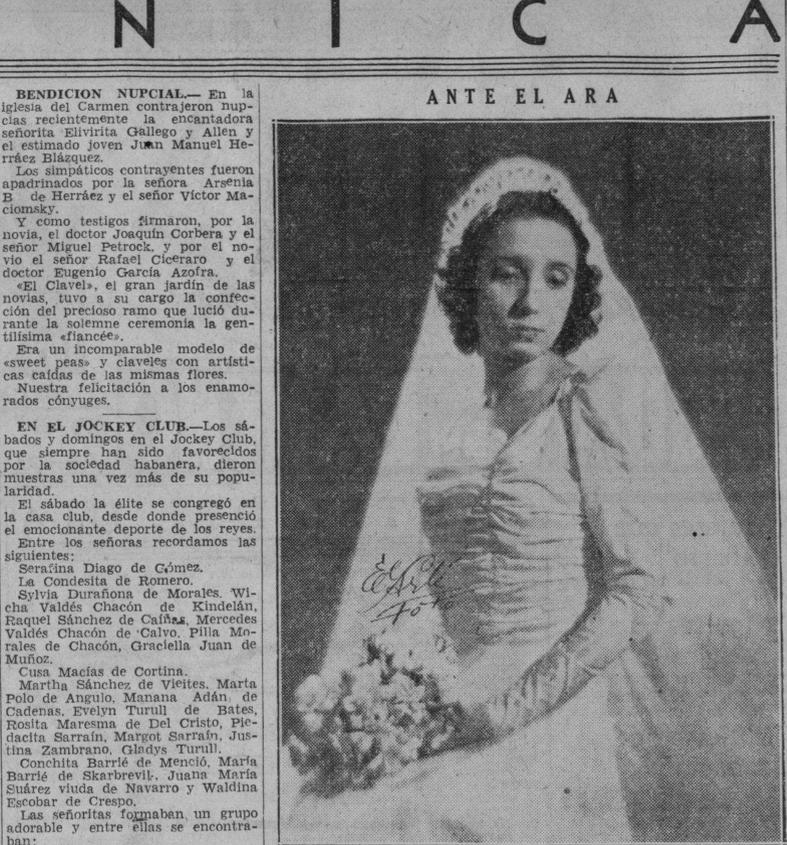 N I C A
BENDICION NUPCIAL.— En la
iglesia del Carmen contrajeron nup-
cias recientemente la encantadora
señorita Elivirita Gallego y Allen y
el estimado joven Juan Manuel He-
rráez Blázquez.
Los simpáticos contrayentes fueron
apadrinados por la señora Arsenia
B de Herráez y el señor Víctor Ma-
ciomsky.
Y como testigos firmaron, por la
novia, el doctor Joaquín Corbera y el
señor Miguel Petrock, y por el no-
vio el señor Rafael Ciceraro y el
doctor Eugenio García Azofra.
«El Clavel», el gran jardín de las
novias, tuvo a su cargo la confec-
ción del precioso ramo que lució du-
rante la solemne ceremonia la gen-
tilísima «fiancée».
Era un incomparable modelo de
«sweet peas» y claveles con artísti-
cas caídas de las mismas flores.
Nuestra felicitación a los enamo-
rados cónyuges.
EN EL JOCKEY CLUB.—Los sá-
bados y domingos en el Jockey Club,
que siempre han sido favorecidos
por la sociedad habanera, dieron
muestras una vez más de su popu-
laridad.
El sábado la élite se congregó en
la casa club, desde donde presenció
el emocionante deporte de los reyes.
Entre los señoras recordamos las
siguientes:
Serafina Diago de Gómez.
La Condesita de Romero.
Sylvia Durañona de Morales. Wi-
cha Valdés Chacón de Kindelán,
Raquel Sánchez de Caíñas, Mercedes
Valdés Chacón de Calvo, Pilla Mo-
rales de Chacón, Graciella Juan de
Muñoz.
Cusa Macías de Cortina.
Martha Sánchez de Vieites, Marta
Polo de Angulo, Manana Adán de
Cadenas, Evelyn Turull de Bates,
Rosita Maresma de Del Cristo, Pie-
dacita Sarraín, Margot Sarraín, Jus-
tina Zambrano, Gladys Turull.
Conchita Barrié de Menció, María
Barrié de Skarbrevil, Juana María
Suárez viuda de Navarro y Waldina
Escobar de Crespo.
Las señoritas formaban un grupo
adorable y entre ellas se encontra-
ban:
ANTE EL ARA
El Arte
Foto